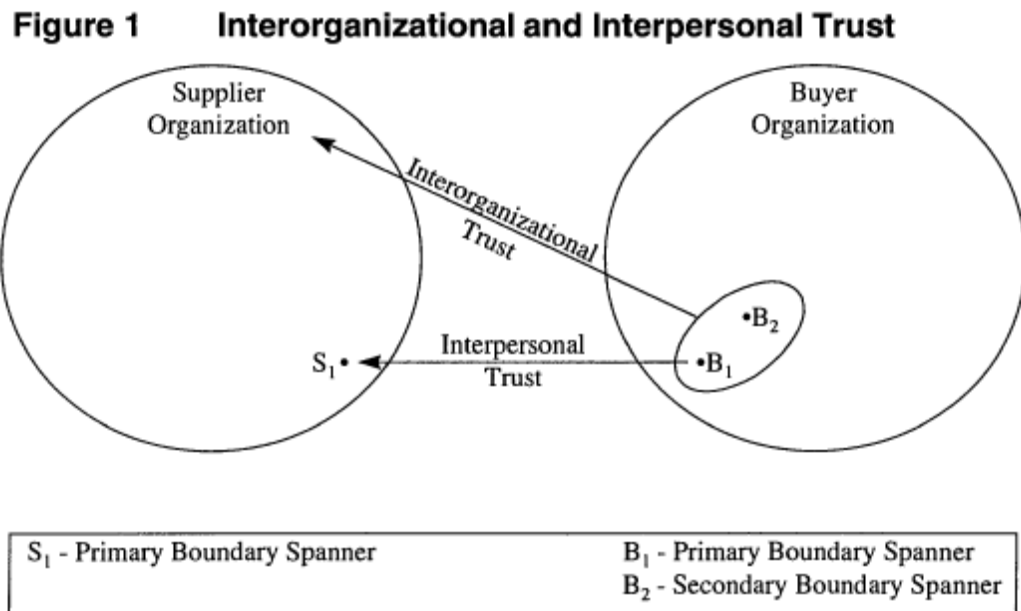 Figure 1 Interorganizational and Interpersonal Trust
Supplier
Organization
Buyer
Organization
Interorganizational
Trust
•B₂
Interpersonal
Trust
S₁ •
•B₁
S₁ - Primary Boundary Spanner
B₁ - Primary Boundary Spanner
B₂ - Secondary Boundary Spanner